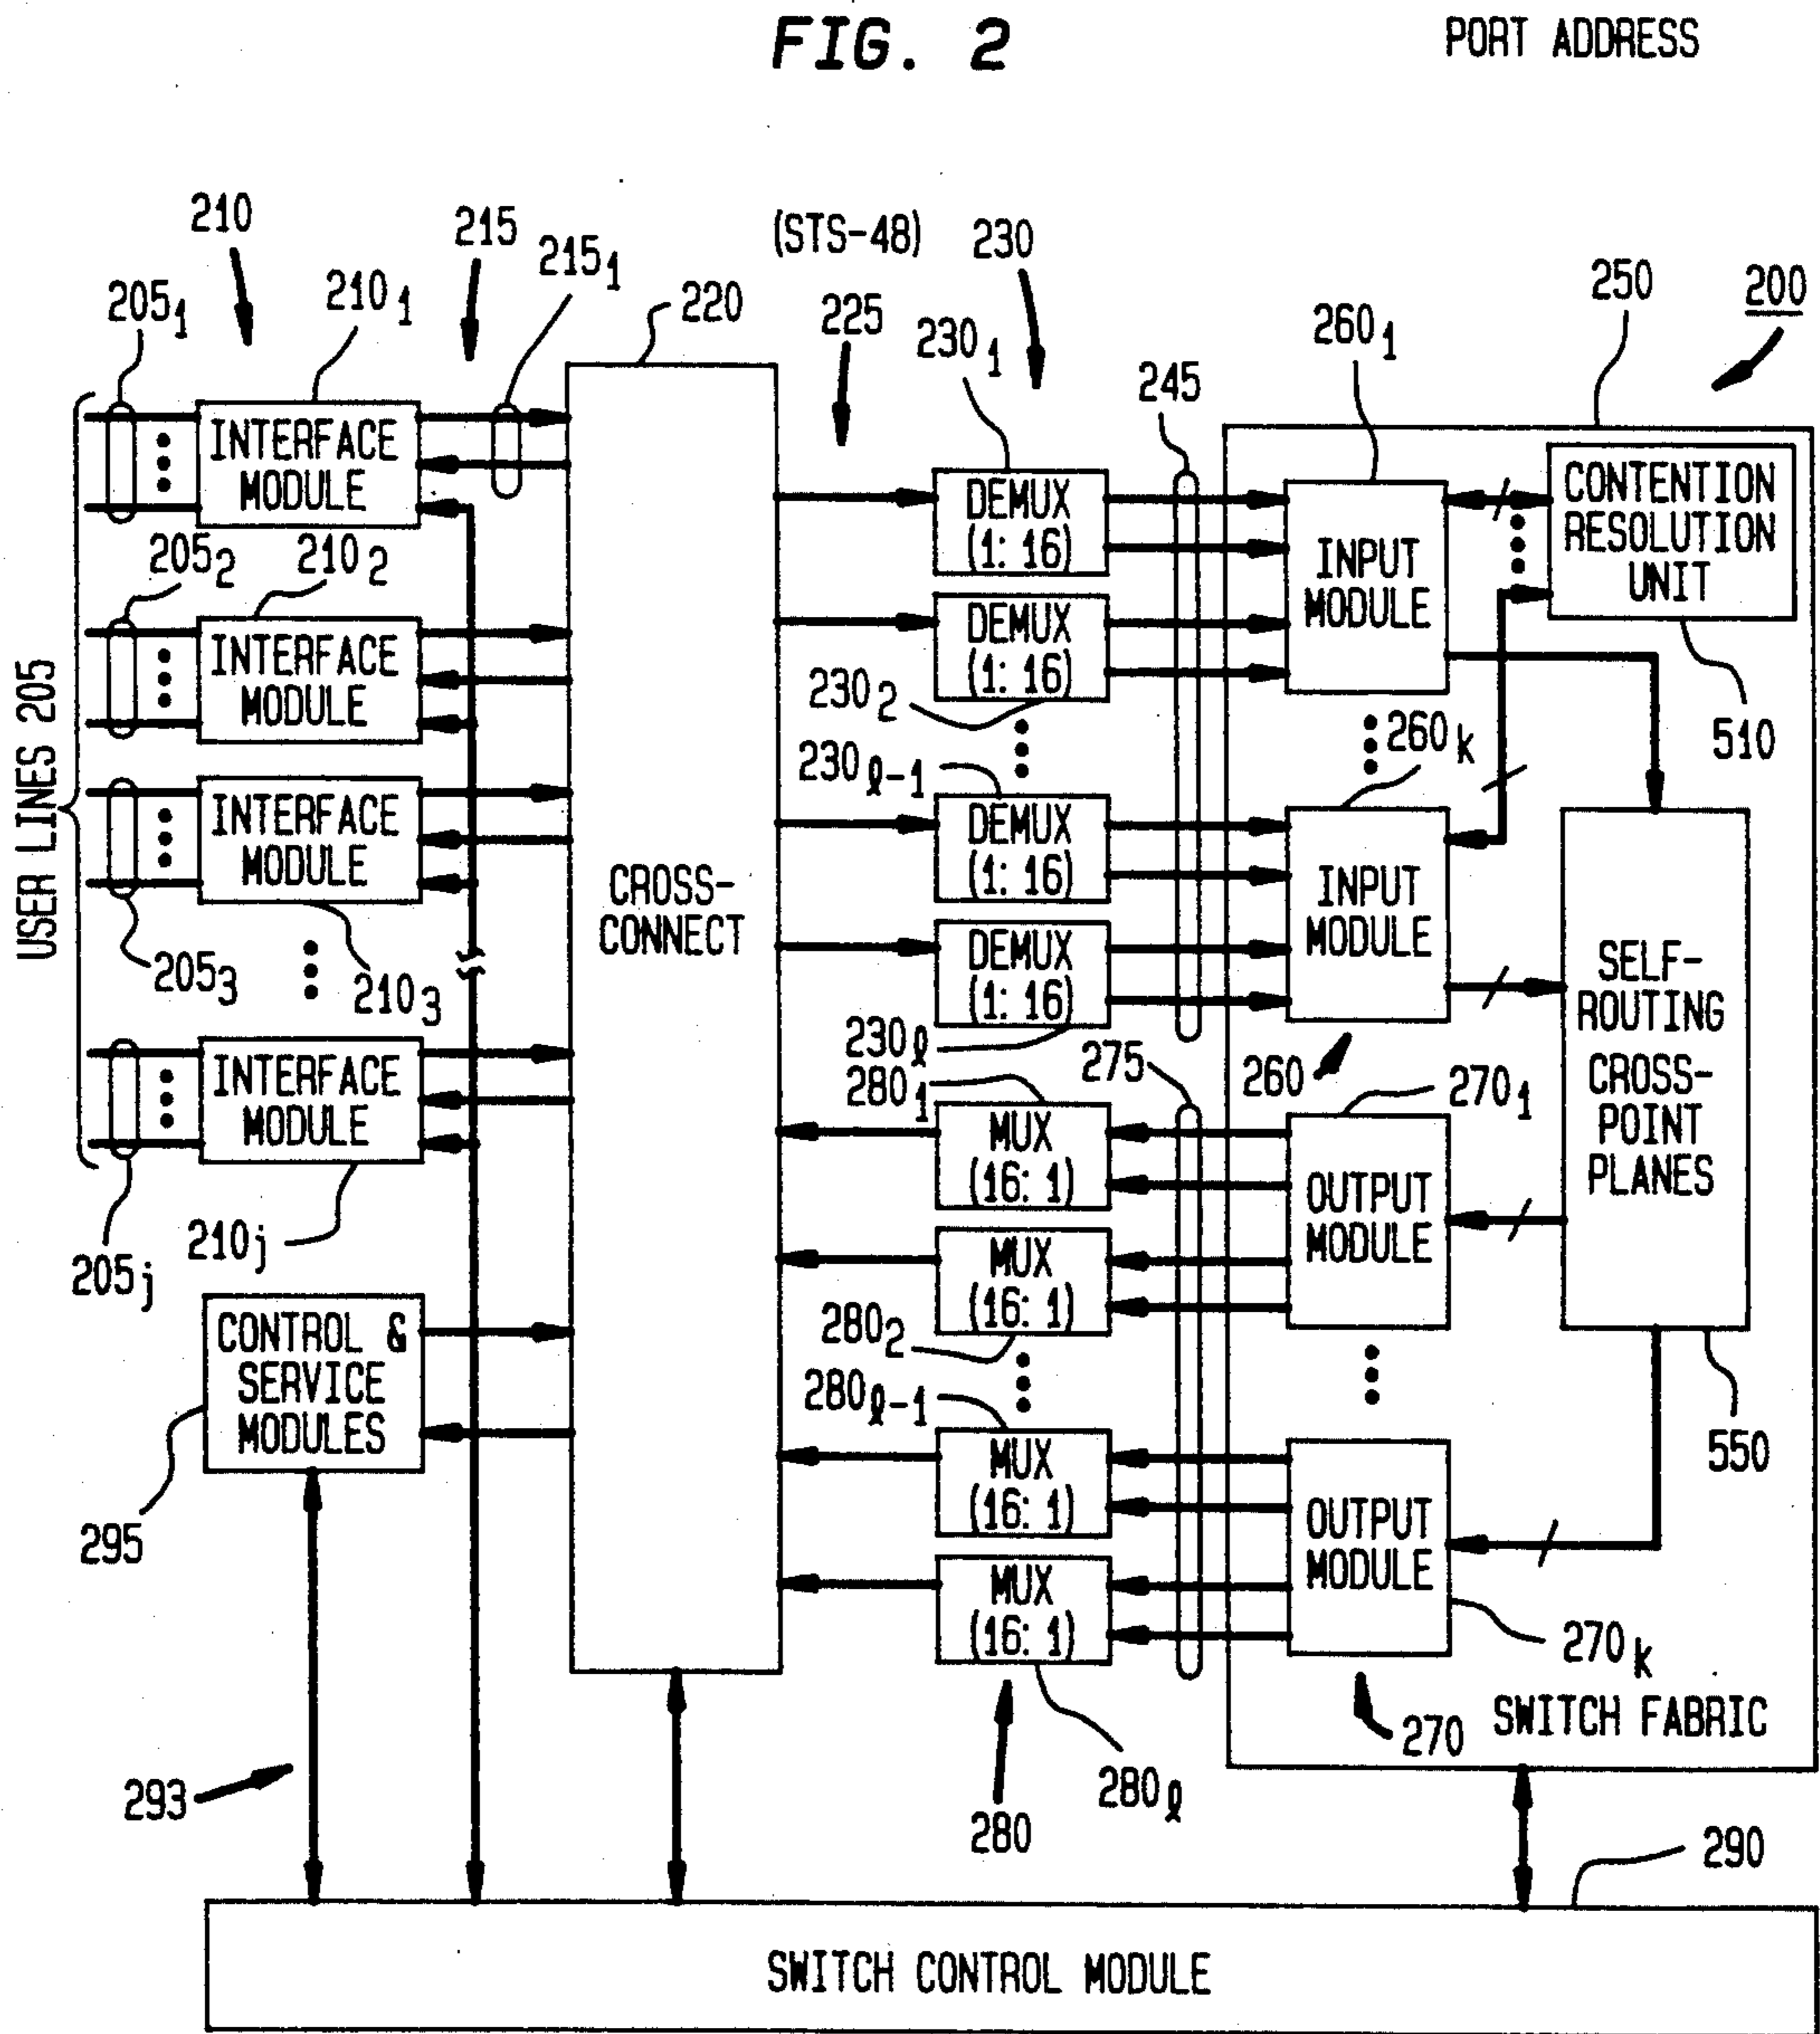 FIG. 2
PORT ADDRESS
210
215
215₁
(STS-48)
230
250
200
205₁
210₁
220
225
230₁
260₁
245
INTERFACE
MODULE
DEMUX
(1: 16)
INPUT
MODULE
CONTENTION
RESOLUTION
UNIT
205₂
210₂
INTERFACE
MODULE
DEMUX
(1: 16)
230₂
510
USER LINES 205
260ₖ
230ℓ₋₁
INTERFACE
MODULE
CROSS-
CONNECT
DEMUX
(1: 16)
INPUT
MODULE
205₃
210₃
DEMUX
(1: 16)
SELF-
ROUTING
CROSS-
POINT
PLANES
230ℓ
260
INTERFACE
MODULE
280₁
275
270₁
MUX
(16: 1)
OUTPUT
MODULE
205ⱼ
210ⱼ
MUX
(16: 1)
280₂
CONTROL &
SERVICE
MODULES
280ℓ₋₁
550
295
MUX
(16: 1)
OUTPUT
MODULE
MUX
(16: 1)
270ₖ
270
SWITCH FABRIC
293
280
280ℓ
290
SWITCH CONTROL MODULE